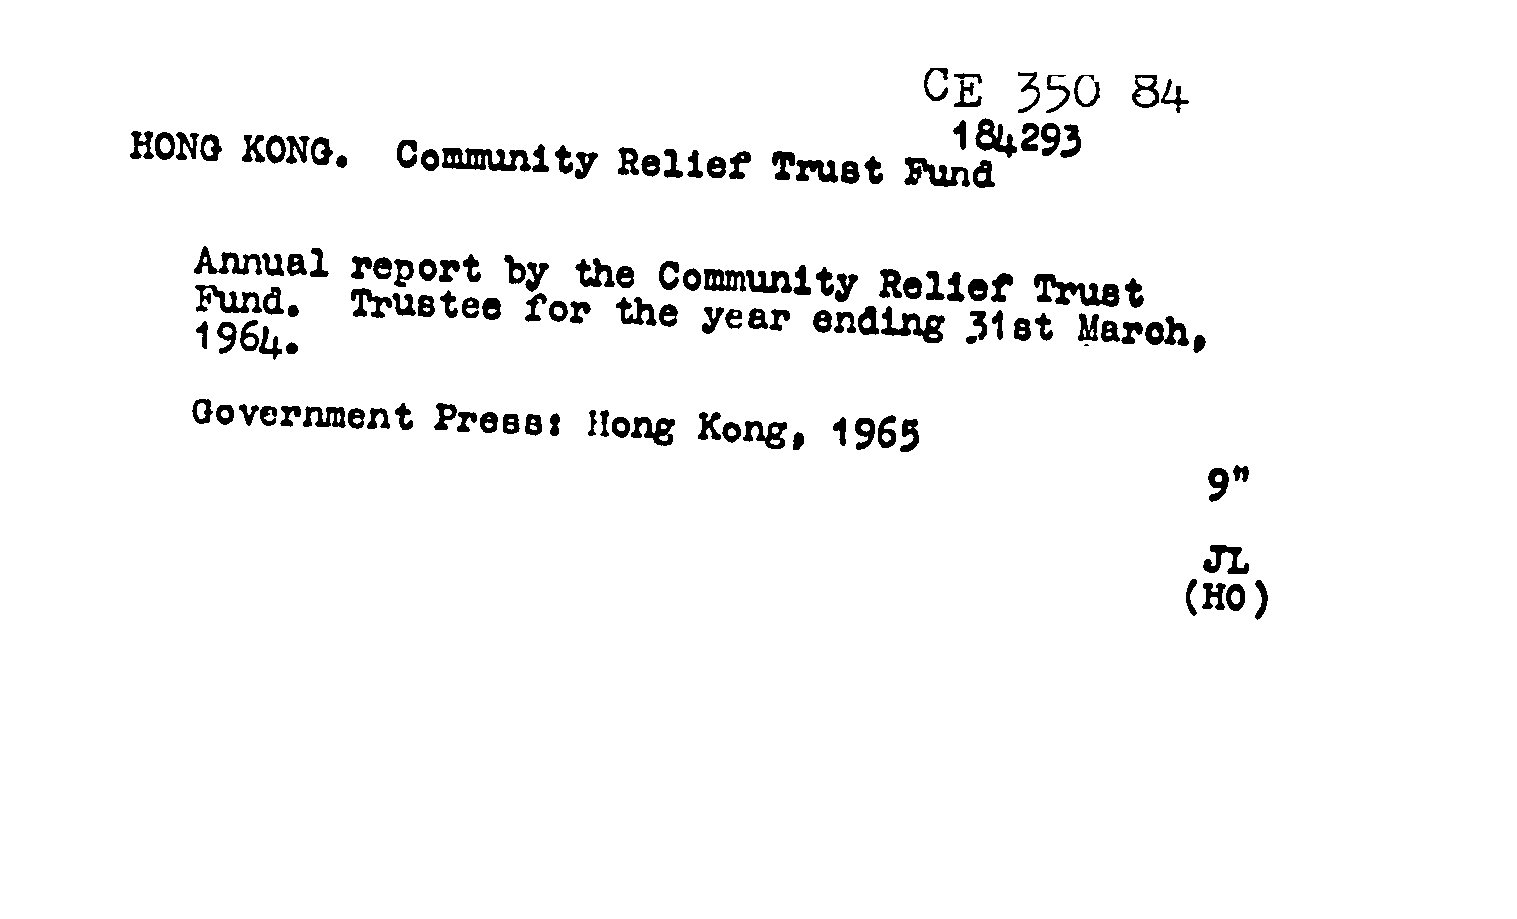 CE 350 84
184293
HONG KONG. Community Relief Trust Fund
Annual report by the Community Relief Trust
Fund. Trustee for the year ending 31st March,
1964.
Government Press: Hong Kong, 1965
9"
JL
(HO)